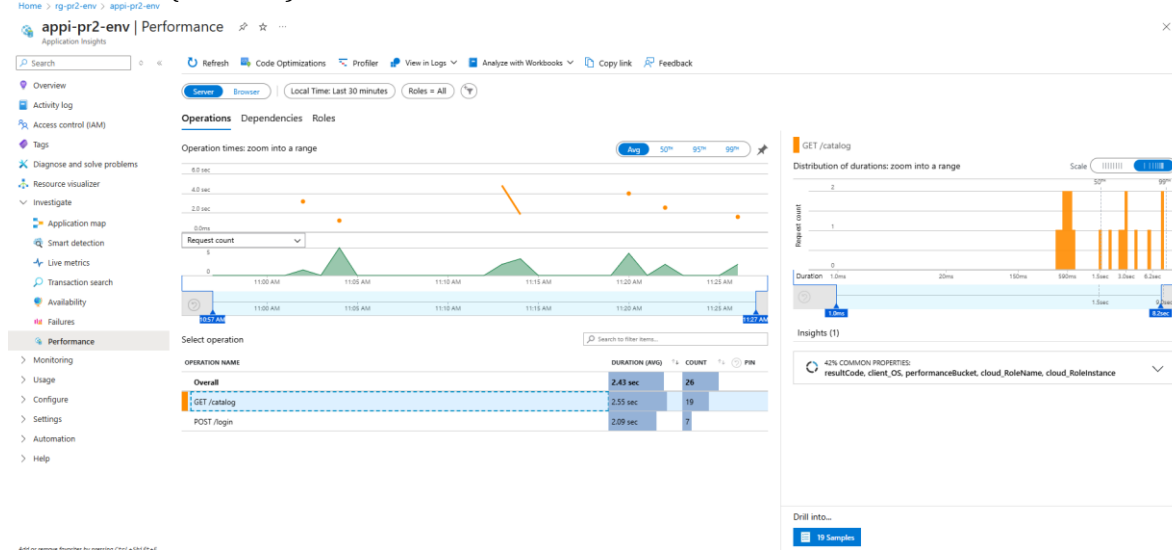 Home > rg-pr2-env > appi-pr2-env
appi-pr2-env | Performance
Application Insights
Search
Refresh Code Optimizations Profiler View in Logs Analyze with Workbooks Copy link Feedback
Overview
Activity log
Access control (IAM)
Tags
Diagnose and solve problems
Resource visualizer
Investigate
Application map
Smart detection
Live metrics
Transaction search
Availability
Failures
Performance
Monitoring
Usage
Configure
Settings
Automation
Help
Server Browser Local Time: Last 30 minutes Roles = All
Operations Dependencies Roles
Operation times: zoom into a range Avg 50TH 95TH 99TH
6.0 sec
4.0 sec
2.0 sec
0.0ms
Request count
5
0
11:00 AM 11:05 AM 11:10 AM 11:15 AM 11:20 AM 11:25 AM
11:00 AM 11:05 AM 11:10 AM 11:15 AM 11:20 AM 11:25 AM
10:57 AM 11:27 AM
Select operation Search to filter items...
OPERATION NAME DURATION (AVG) COUNT PIN
Overall 2.43 sec 26
GET /catalog 2.55 sec 19
POST /login 2.09 sec 7
GET /catalog
Distribution of durations: zoom into a range Scale
50TH 99TH
Request count
2
1
0
Duration 1.0ms 20ms 150ms 590ms 1.5sec 3.0sec 6.2sec
1.5sec
1.0ms 8.2sec
Insights (1)
42% COMMON PROPERTIES:
resultCode, client_OS, performanceBucket, cloud_RoleName, cloud_RoleInstance
Drill into...
19 Samples
Add or remove favorites by pressing Ctrl+Shift+F